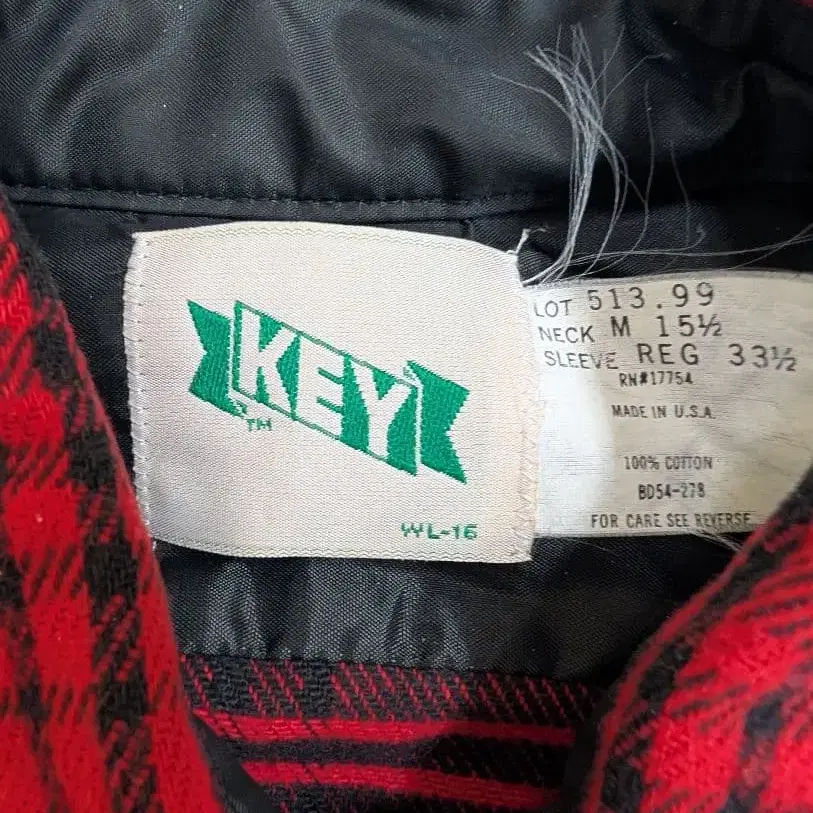 KEY
TM
WL-16
LOT 513.99
NECK M 15½
SLEEVE REG 33½
RN#17754
MADE IN U.S.A.
100% COTTON
BD54-278
FOR CARE SEE REVERSE